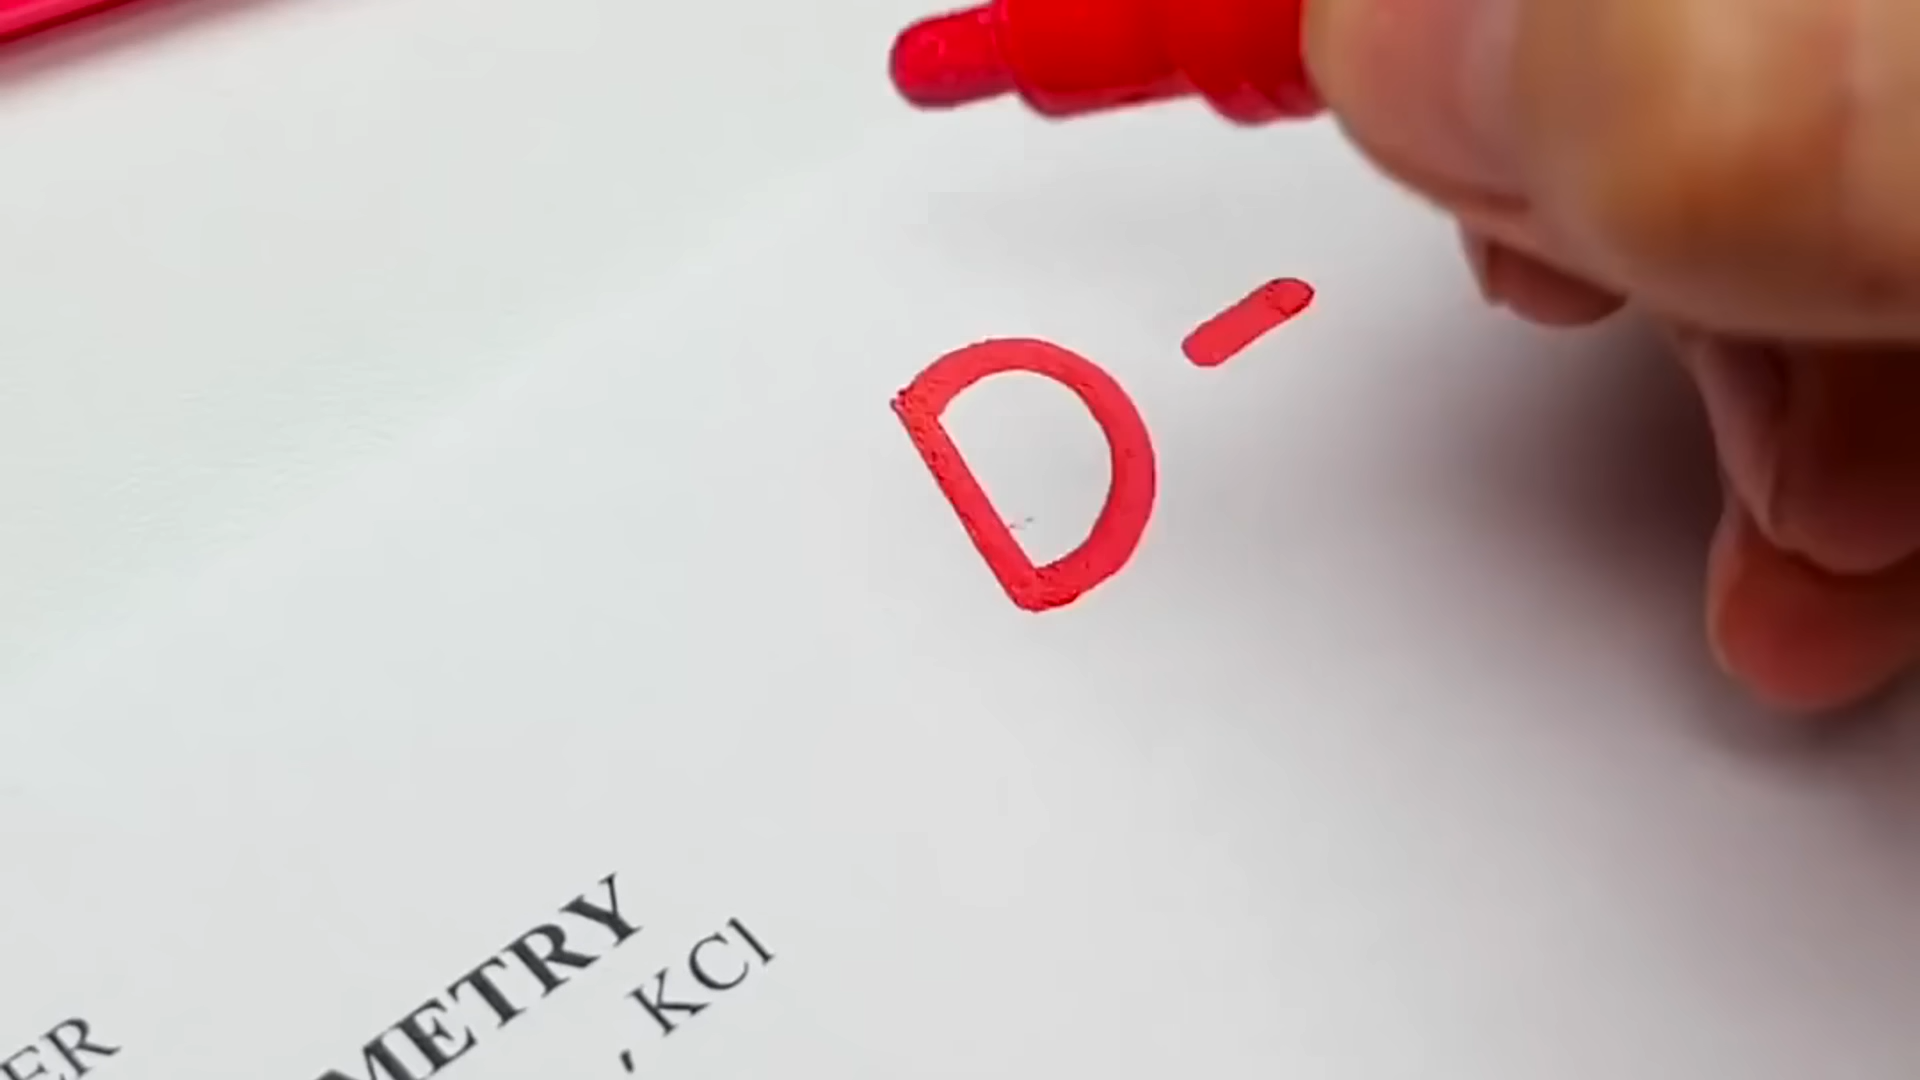 D-
METRY
, KCl
ER